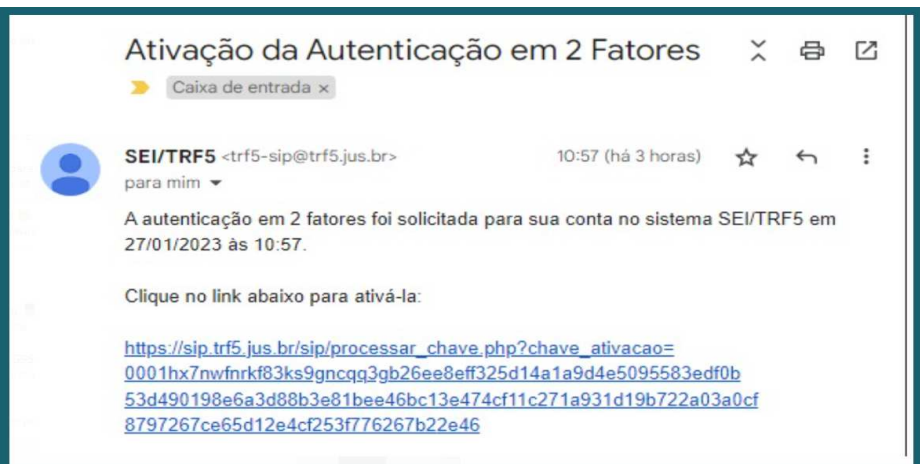 Ativação da Autenticação em 2 Fatores
Caixa de entrada x
SEI/TRF5 <trf5-sip@trf5.jus.br> 10:57 (há 3 horas)
para mim
A autenticação em 2 fatores foi solicitada para sua conta no sistema SEI/TRF5 em
27/01/2023 às 10:57.
Clique no link abaixo para ativá-la:
https://sip.trf5.jus.br/sip/processar_chave.php?chave_ativacao=
0001hx7nwfnrkf83ks9gncqq3gb26ee8eff325d14a1a9d4e5095583edf0b
53d490198e6a3d88b3e81bee46bc13e474cf11c271a931d19b722a03a0cf
8797267ce65d12e4cf253f776267b22e46